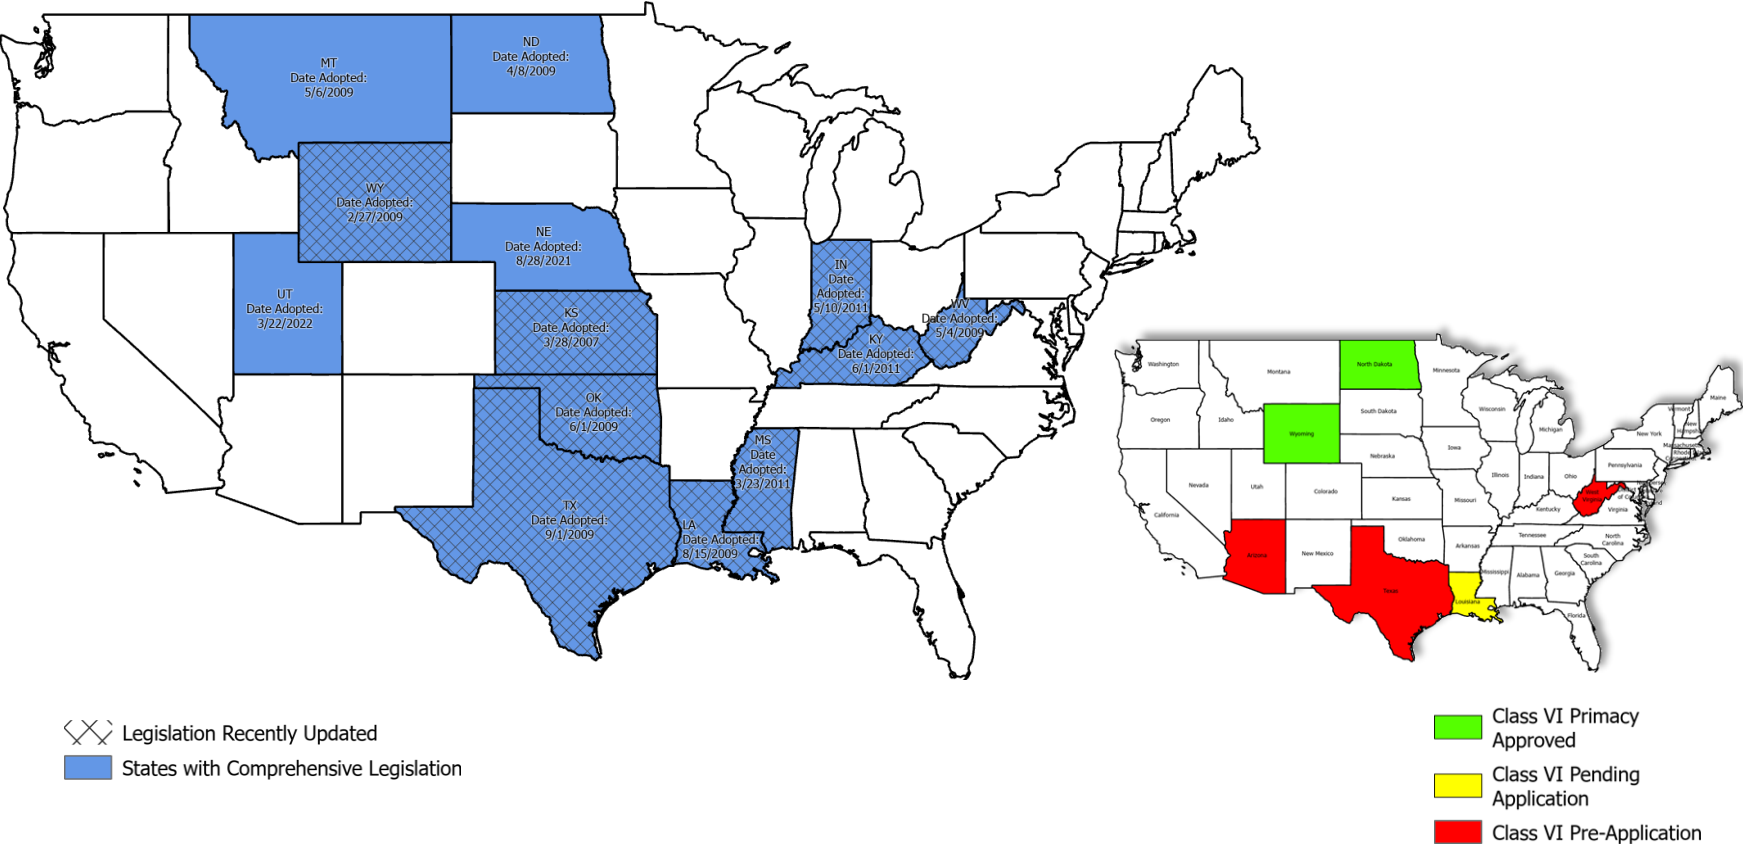 MT
Date Adopted:
5/6/2009
ND
Date Adopted:
4/8/2009
WY
Date Adopted:
2/27/2009
NE
Date Adopted:
8/28/2021
UT
Date Adopted:
3/22/2022
KS
Date Adopted:
3/28/2007
IN
Date
Adopted:
5/10/2011
WV
Date Adopted:
5/4/2009
KY
Date Adopted:
6/1/2011
OK
Date Adopted:
6/1/2009
MS
Date
Adopted:
3/23/2011
TX
Date Adopted:
9/1/2009
LA
Date Adopted:
8/15/2009
Legislation Recently Updated
States with Comprehensive Legislation
Washington
Montana
North Dakota
Minnesota
Maine
Oregon
Idaho
Wyoming
South Dakota
Wisconsin
Michigan
Vermont
New
New York
Nevada
Utah
Colorado
Nebraska
Iowa
Illinois
Indiana
Ohio
Pennsylvania
California
Kansas
Missouri
Kentucky
West
Virginia
Virginia
Arizona
New Mexico
Oklahoma
Arkansas
Tennessee
North
Carolina
South
Carolina
Texas
Louisiana
Mississippi
Alabama
Georgia
Florida
Class VI Primacy
Approved
Class VI Pending
Application
Class VI Pre-Application